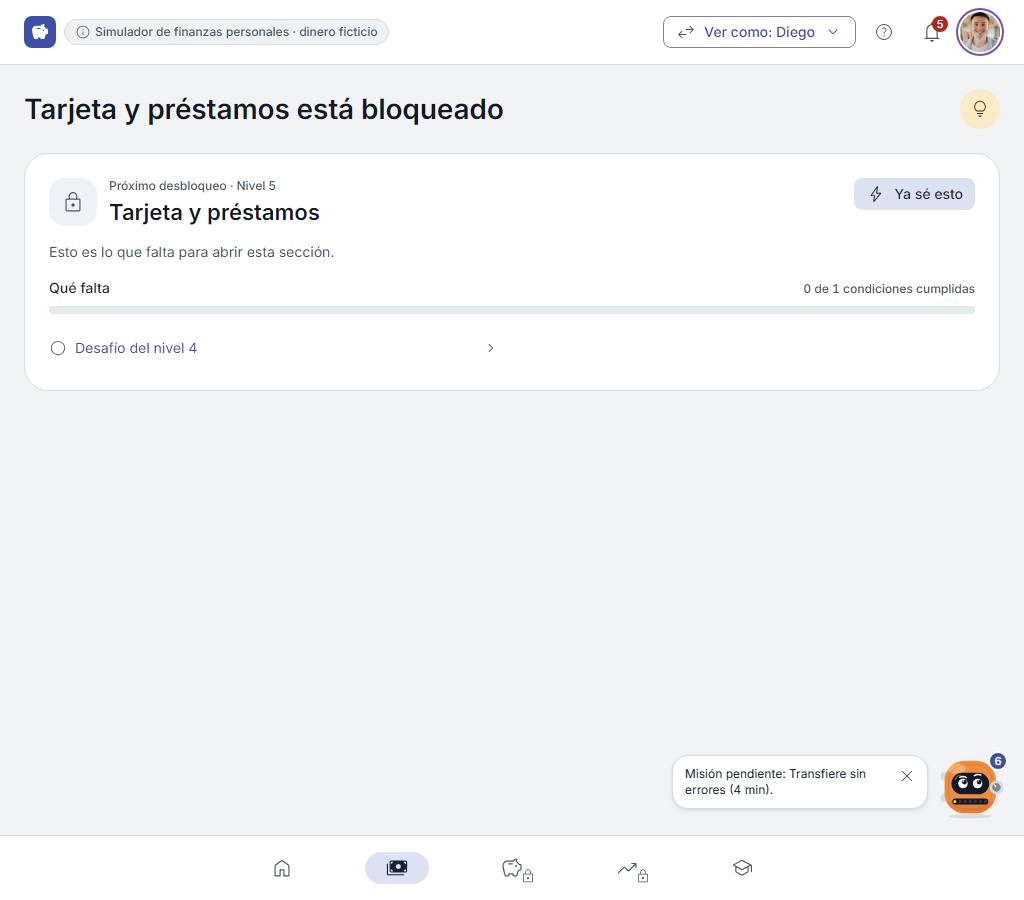 Simulador de finanzas personales · dinero ficticio
Ver como: Diego
5
Tarjeta y préstamos está bloqueado
Próximo desbloqueo · Nivel 5
Tarjeta y préstamos
Ya sé esto
Esto es lo que falta para abrir esta sección.
Qué falta
0 de 1 condiciones cumplidas
Desafío del nivel 4
Misión pendiente: Transfiere sin
errores (4 min).
6